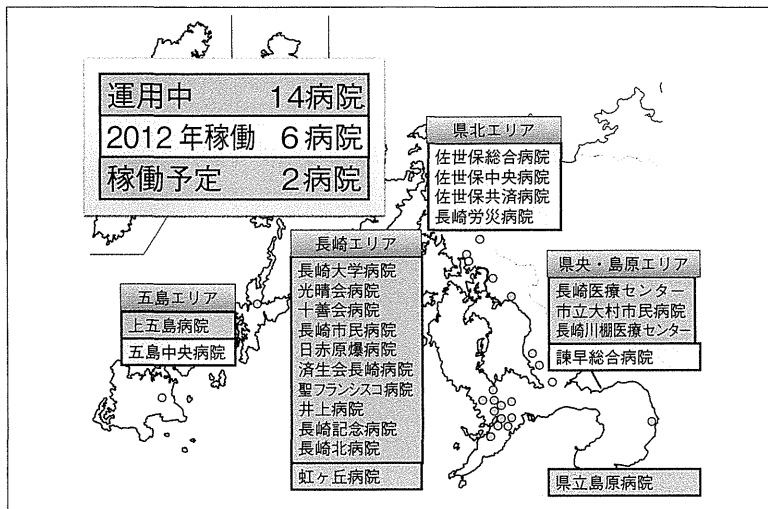 運用中 14病院
2012年稼働 6病院
稼働予定 2病院
県北エリア
佐世保総合病院
佐世保中央病院
佐世保共済病院
長崎労災病院
長崎エリア
長崎大学病院
光晴会病院
十善会病院
長崎市民病院
日赤原爆病院
済生会長崎病院
聖フランシスコ病院
井上病院
長崎記念病院
長崎北病院
虹ヶ丘病院
五島エリア
上五島病院
五島中央病院
県央・島原エリア
長崎医療センター
市立大村市民病院
長崎川棚医療センター
諫早総合病院
県立島原病院